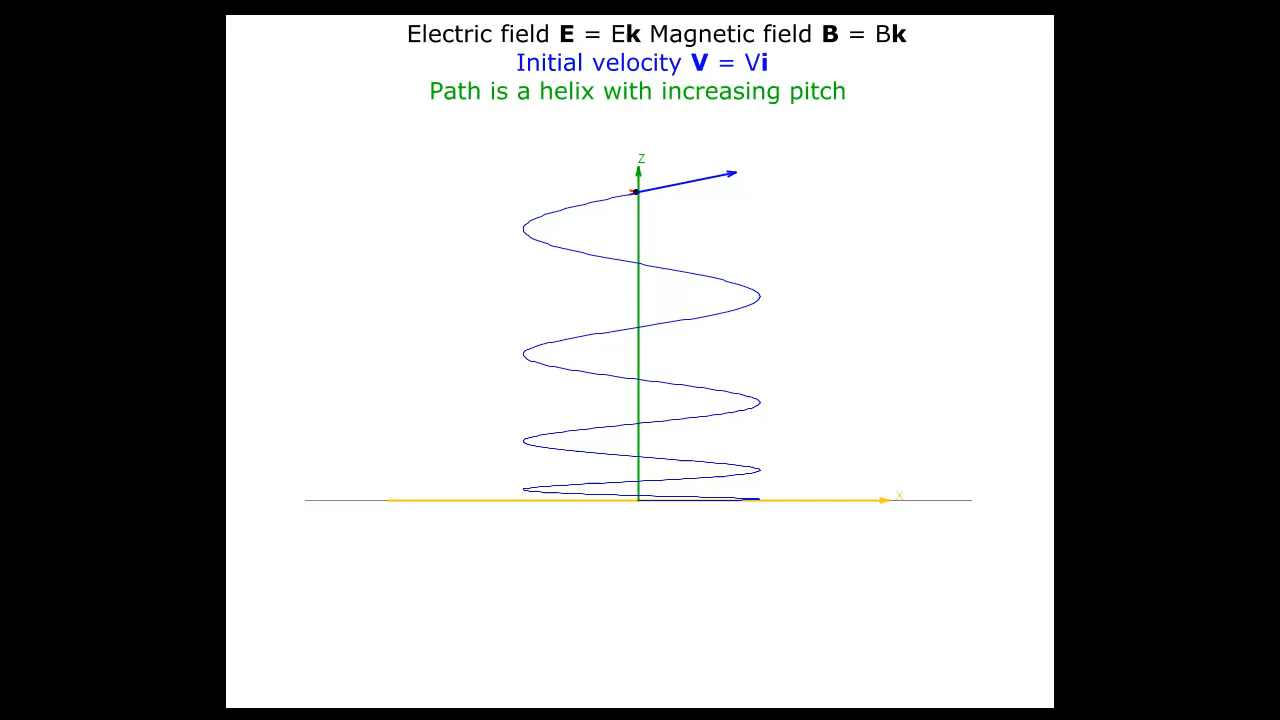 Electric field E = Ek Magnetic field B = Bk
Initial velocity V = Vi
Path is a helix with increasing pitch
Z
X